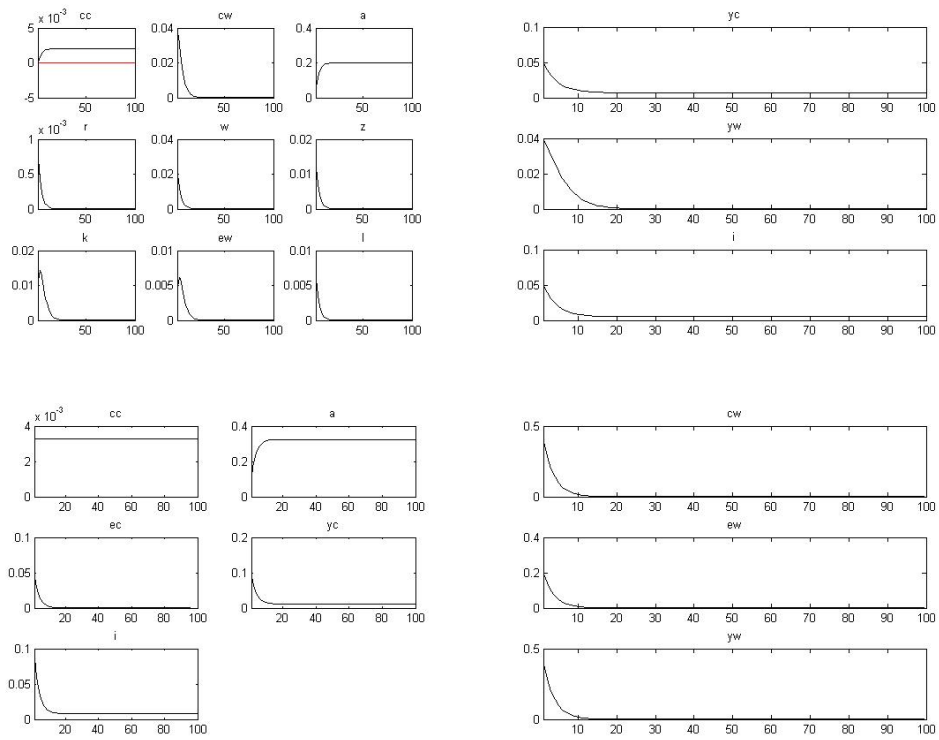 x 10^-3 cc cw a yc
5 0.04 0.4 0.1
0 0.02 0.2 0.05
-5 0 0 0
50 100 50 100 50 100 10 20 30 40 50 60 70 80 90 100
x 10^-3 r w z yw
1 0.04 0.02 0.04
0.5 0.02 0.01 0.02
0 0 0 0
50 100 50 100 50 100 10 20 30 40 50 60 70 80 90 100
k ew l i
0.02 0.01 0.01 0.1
0.01 0.005 0.005 0.05
0 0 0 0
50 100 50 100 50 100 10 20 30 40 50 60 70 80 90 100
x 10^-3 cc a cw
4 0.4 0.5
2 0.2
0 0 0
20 40 60 80 100 20 40 60 80 100 10 20 30 40 50 60 70 80 90 100
ec yc ew
0.1 0.2 0.4
0.05 0.1 0.2
0 0 0
20 40 60 80 100 20 40 60 80 100 10 20 30 40 50 60 70 80 90 100
i yw
0.1 0.5
0.05
0 0
20 40 60 80 100 10 20 30 40 50 60 70 80 90 100